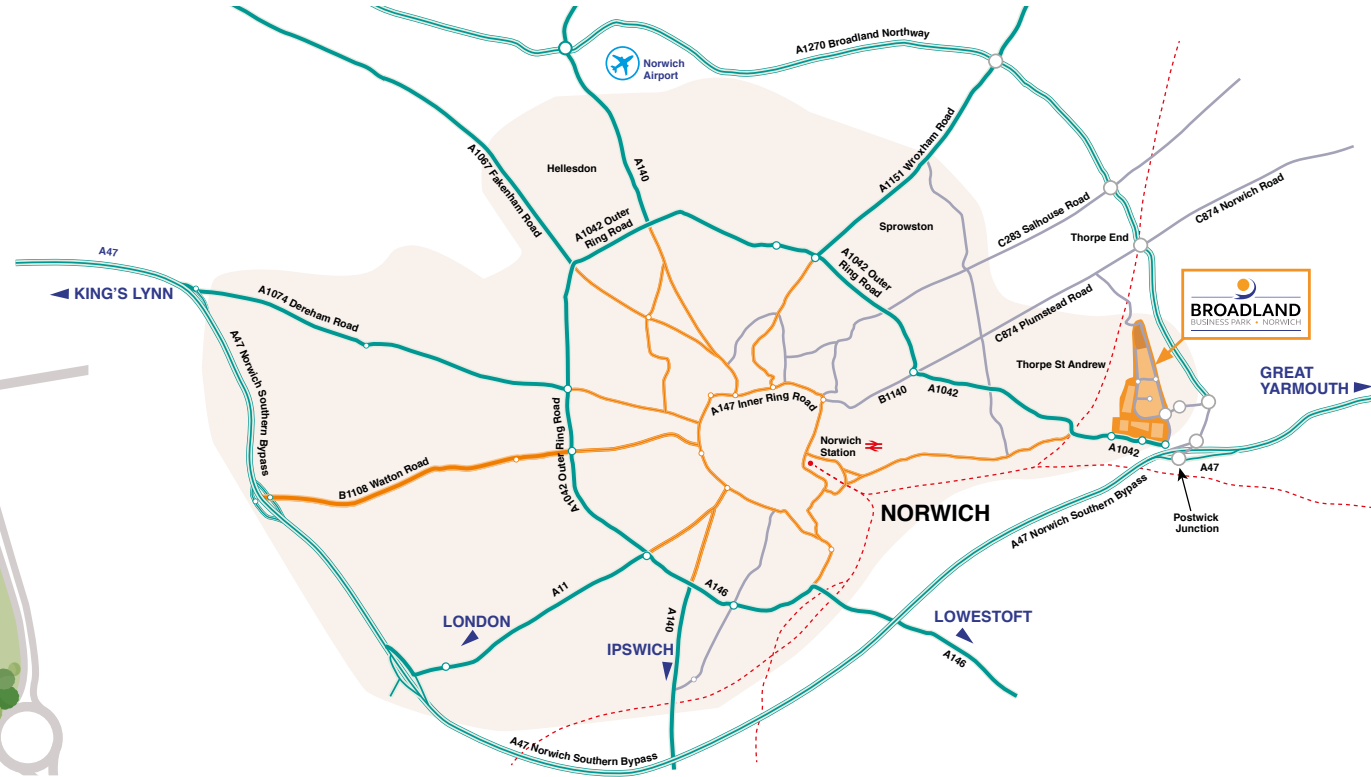 A1270 Broadland Northway
Norwich
Airport
A1067 Fakenham Road
Hellesdon
A140
A1151 Wroxham Road
A1042 Outer
Ring Road
Sprowston
C283 Salhouse Road
C874 Norwich Road
Thorpe End
A47
KING'S LYNN
A1074 Dereham Road
A1042 Outer
Ring Road
BROADLAND
BUSINESS PARK • NORWICH
C874 Plumstead Road
A47 Norwich Southern Bypass
Thorpe St Andrew
GREAT
YARMOUTH
A147 Inner Ring Road
B1140
A1042
A1042 Outer Ring Road
Norwich
Station
A1042
A47
B1108 Watton Road
NORWICH
A47 Norwich Southern Bypass
Postwick
Junction
A11
A146
LONDON
A140
LOWESTOFT
IPSWICH
A146
A47 Norwich Southern Bypass